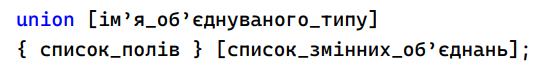 union [ім’я_об’єднуваного_типу]
{ список_полів } [список_змінних_об’єднань];